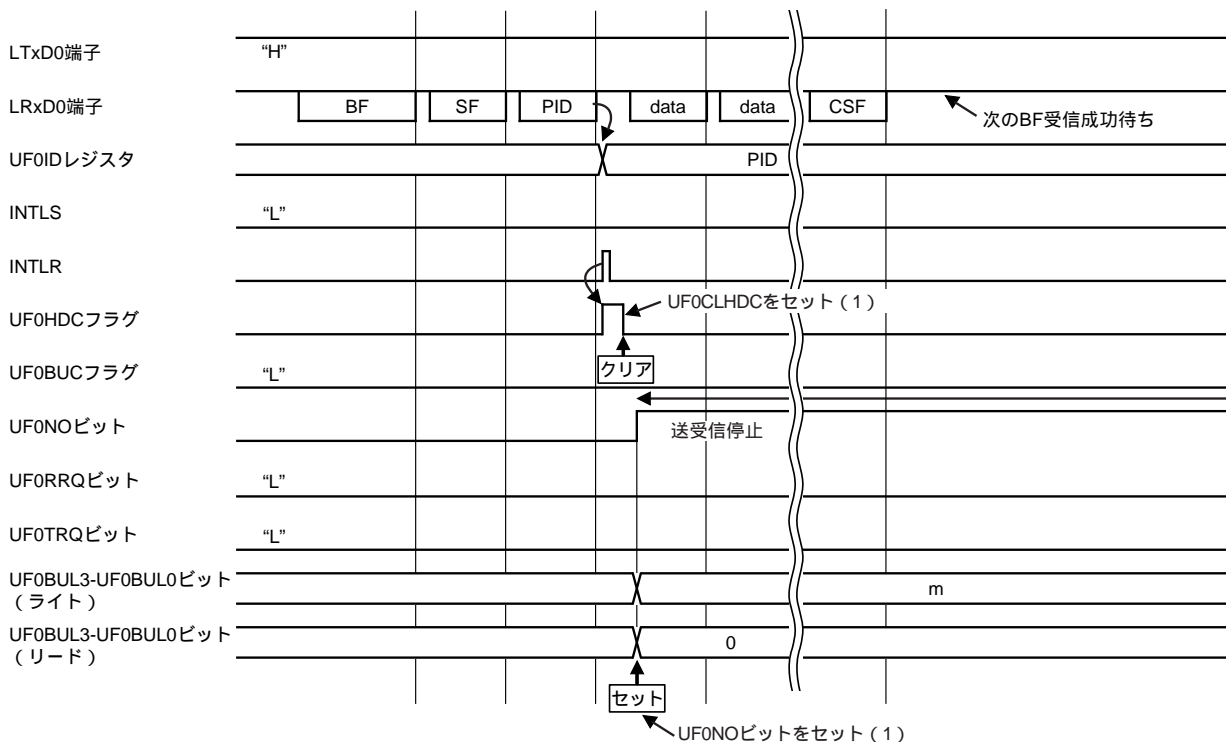 LTxD0端子 “H”
LRxD0端子 BF SF PID data data CSF
次のBF受信成功待ち
UF0IDレジスタ PID
INTLS “L”
INTLR
UF0CLHDCをセット(1)
UF0HDCフラグ
クリア
UF0BUCフラグ “L”
UF0NOビット 送受信停止
UF0RRQビット “L”
UF0TRQビット “L”
UF0BUL3-UF0BUL0ビット
(ライト) m
UF0BUL3-UF0BUL0ビット
(リード) 0
セット
UF0NOビットをセット(1)